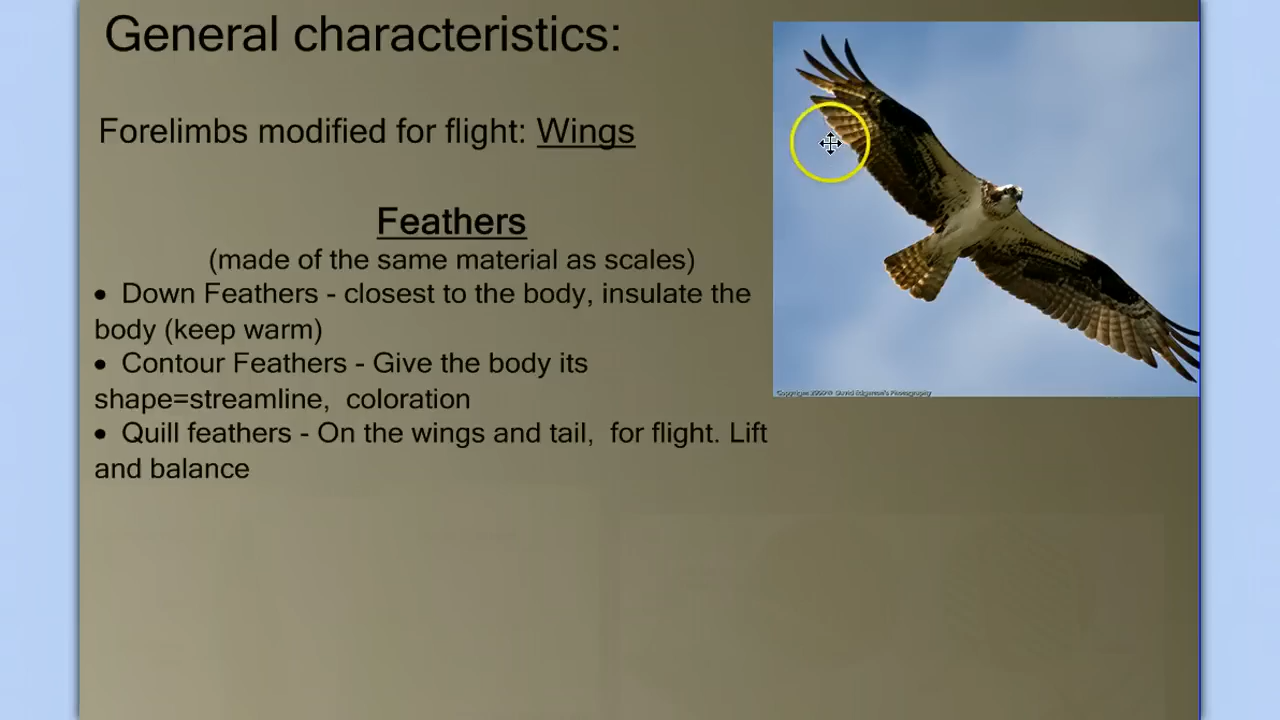 General characteristics:
Forelimbs modified for flight: Wings
Feathers
(made of the same material as scales)
• Down Feathers - closest to the body, insulate the
body (keep warm)
• Contour Feathers - Give the body its
shape=streamline, coloration
• Quill feathers - On the wings and tail, for flight. Lift
and balance